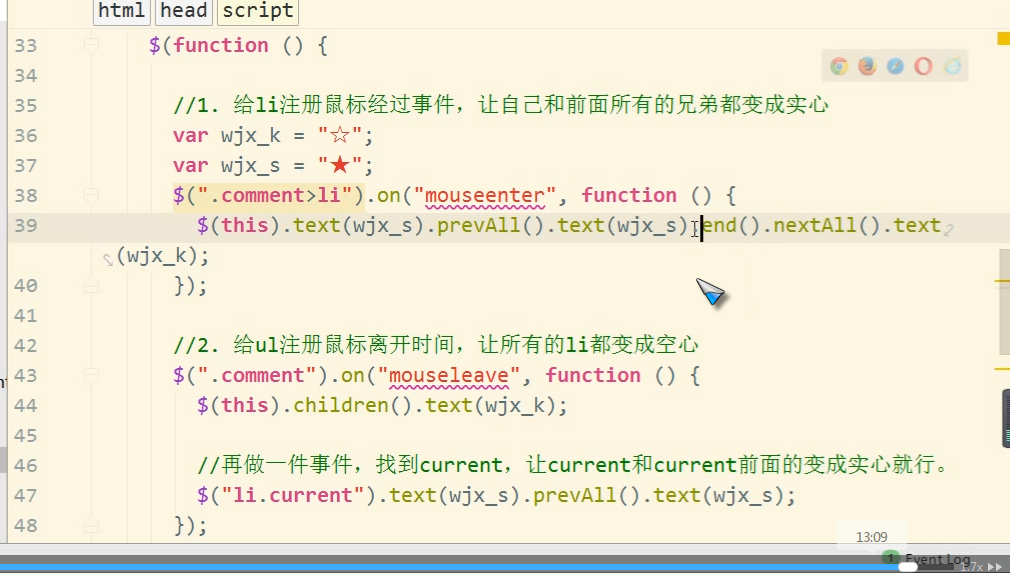 html head script
33 $(function () {
34
35 //1. 给li注册鼠标经过事件，让自己和前面所有的兄弟都变成实心
36 var wjx_k = "☆";
37 var wjx_s = "★";
38 $(".comment>li").on("mouseenter", function () {
39 $(this).text(wjx_s).prevAll().text(wjx_s).end().nextAll().text
(wjx_k);
40 });
41
42 //2. 给ul注册鼠标离开时间，让所有的li都变成空心
43 $(".comment").on("mouseleave", function () {
44 $(this).children().text(wjx_k);
45
46 //再做一件事件，找到current，让current和current前面的变成实心就行。
47 $("li.current").text(wjx_s).prevAll().text(wjx_s);
48 });
13:09
1 Event Log
1.7x